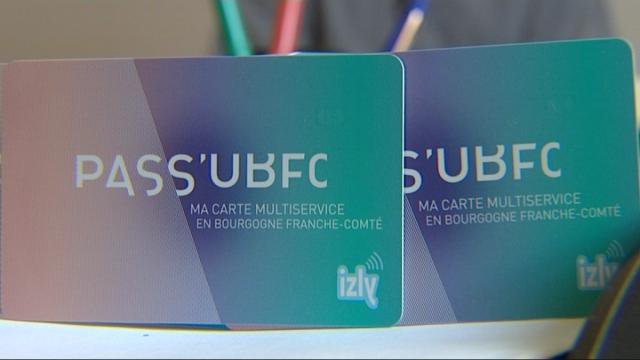 PASS'UBFC
MA CARTE MULTISERVICE
EN BOURGOGNE FRANCHE-COMTÉ
izly
S'UBFC
MA CARTE MULTISERVICE
EN BOURGOGNE FRANCHE-COMTÉ
izly